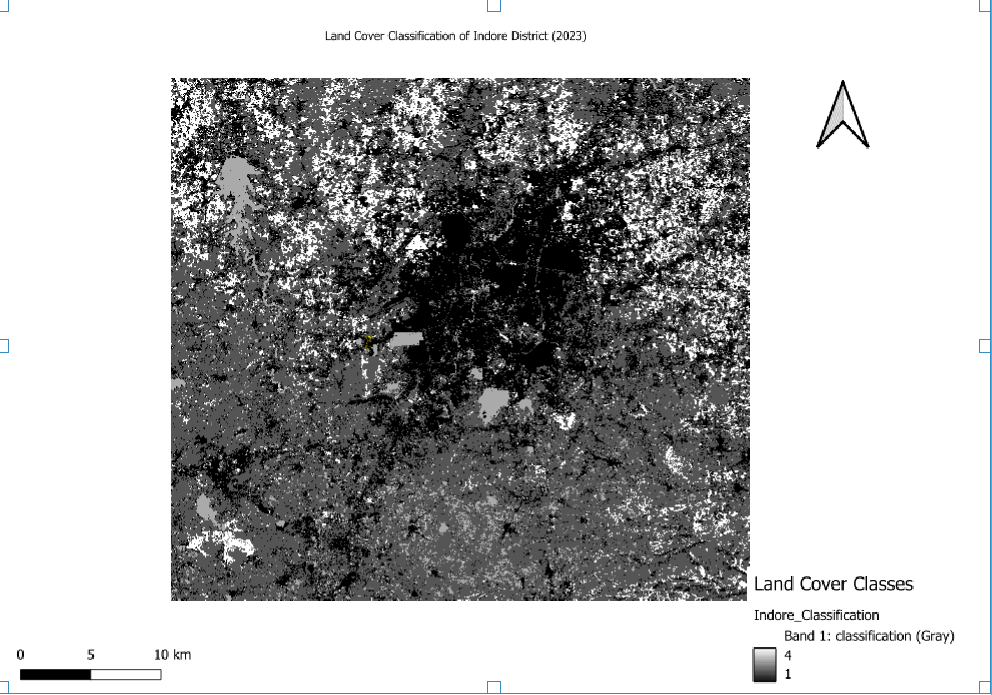 Land Cover Classification of Indore District (2023)
Land Cover Classes
Indore_Classification
Band 1: classification (Gray)
4
1
0 5 10 km